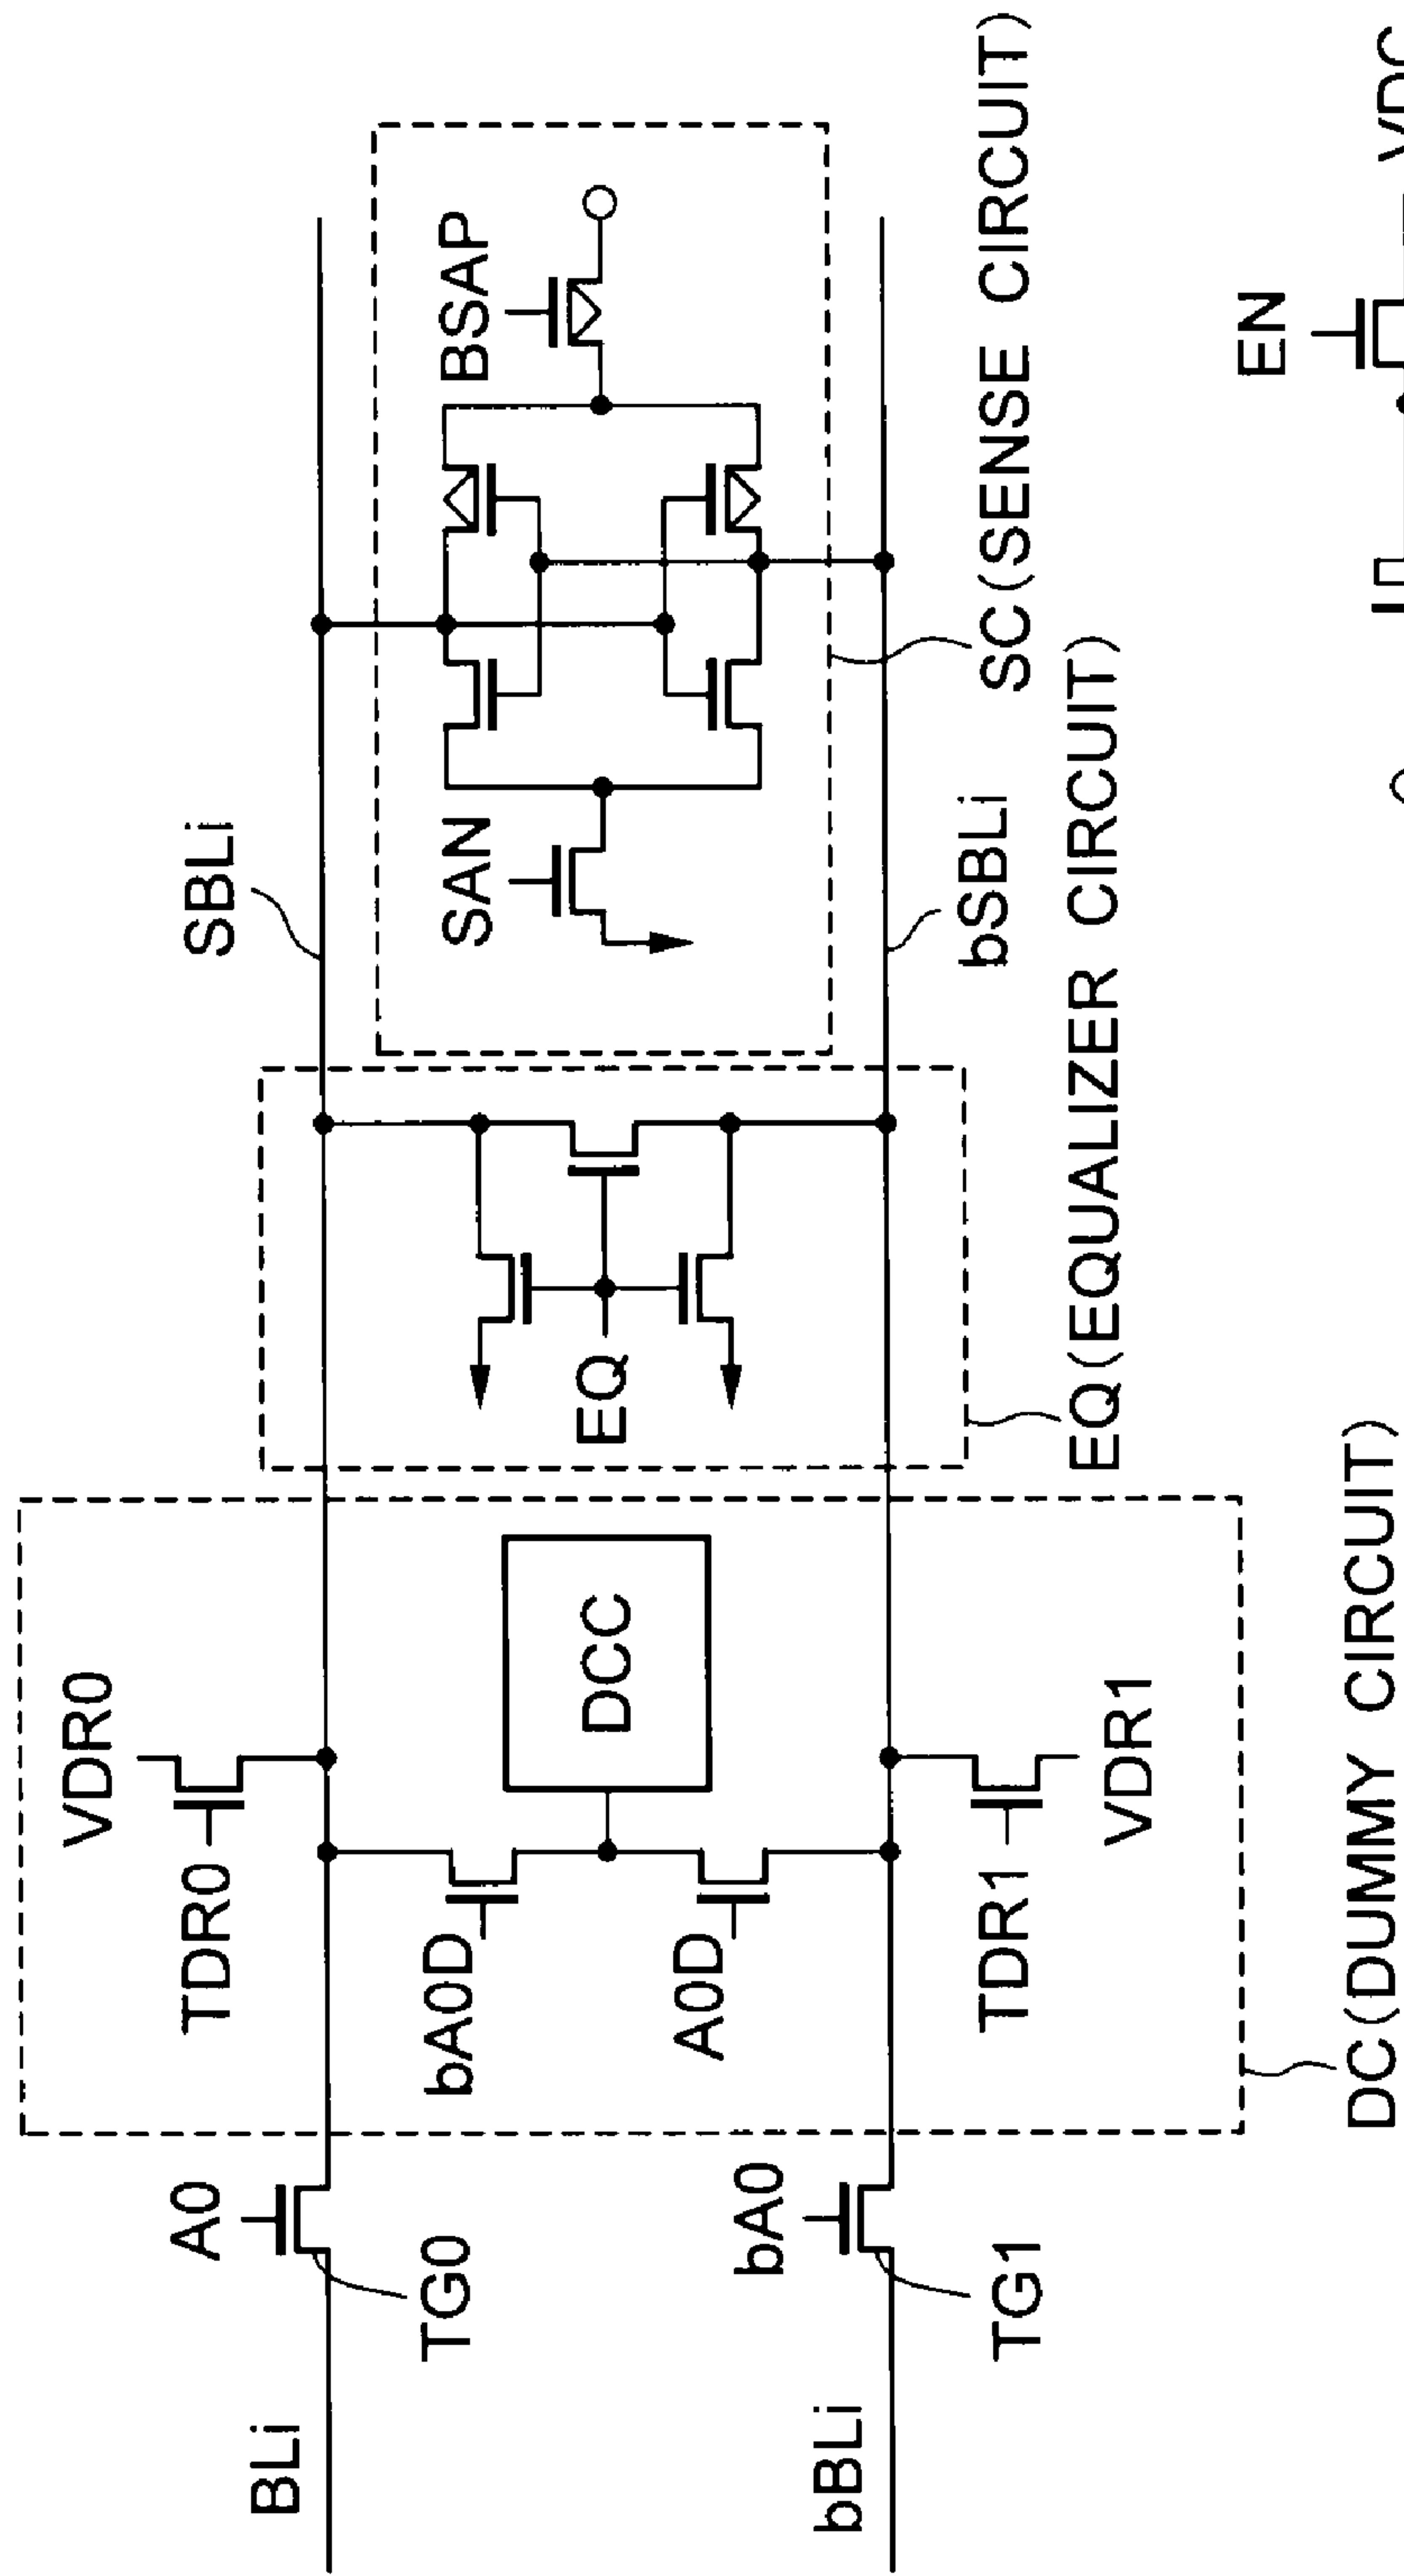 BLi
A0
TG0
bBLi
bA0
TG1
VDR0
TDR0
bA0D
A0D
DCC
TDR1
VDR1
DC(DUMMY CIRCUIT)
EQ
EQ(EQUALIZER CIRCUIT)
SBLi
bSBLi
SAN
BSAP
SC(SENSE CIRCUIT)
EN